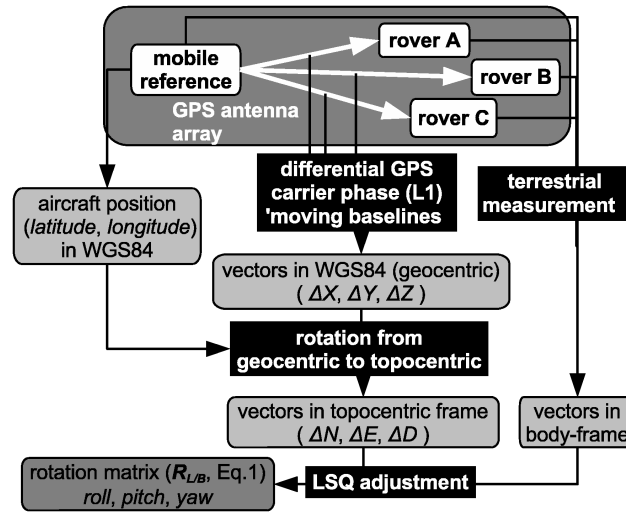 mobile
reference
rover A
rover B
rover C
GPS antenna
array
differential GPS
carrier phase (L1)
'moving baselines
terrestrial
measurement
aircraft position
(latitude, longitude)
in WGS84
vectors in WGS84 (geocentric)
( ΔX, ΔY, ΔZ )
rotation from
geocentric to topocentric
vectors in topocentric frame
( ΔN, ΔE, ΔD )
vectors in
body-frame
rotation matrix (R_L/B, Eq.1)
roll, pitch, yaw
LSQ adjustment